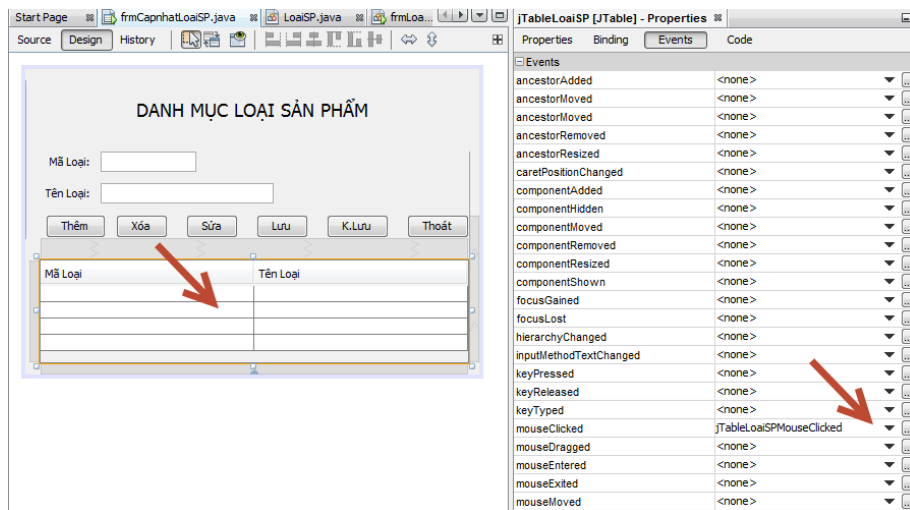 Start Page frmCapnhatLoaiSP.java LoaiSP.java frmLoa...
Source Design History
DANH MỤC LOẠI SẢN PHẨM
Mã Loại:
Tên Loại:
Thêm Xóa Sửa Lưu K.Lưu Thoát
Mã Loại Tên Loại
jTableLoaiSP [JTable] - Properties
Properties Binding Events Code
Events
ancestorAdded <none>
ancestorMoved <none>
ancestorMoved <none>
ancestorRemoved <none>
ancestorResized <none>
caretPositionChanged <none>
componentAdded <none>
componentHidden <none>
componentMoved <none>
componentRemoved <none>
componentResized <none>
componentShown <none>
focusGained <none>
focusLost <none>
hierarchyChanged <none>
inputMethodTextChanged <none>
keyPressed <none>
keyReleased <none>
keyTyped <none>
mouseClicked jTableLoaiSPMouseClicked
mouseDragged <none>
mouseEntered <none>
mouseExited <none>
mouseMoved <none>